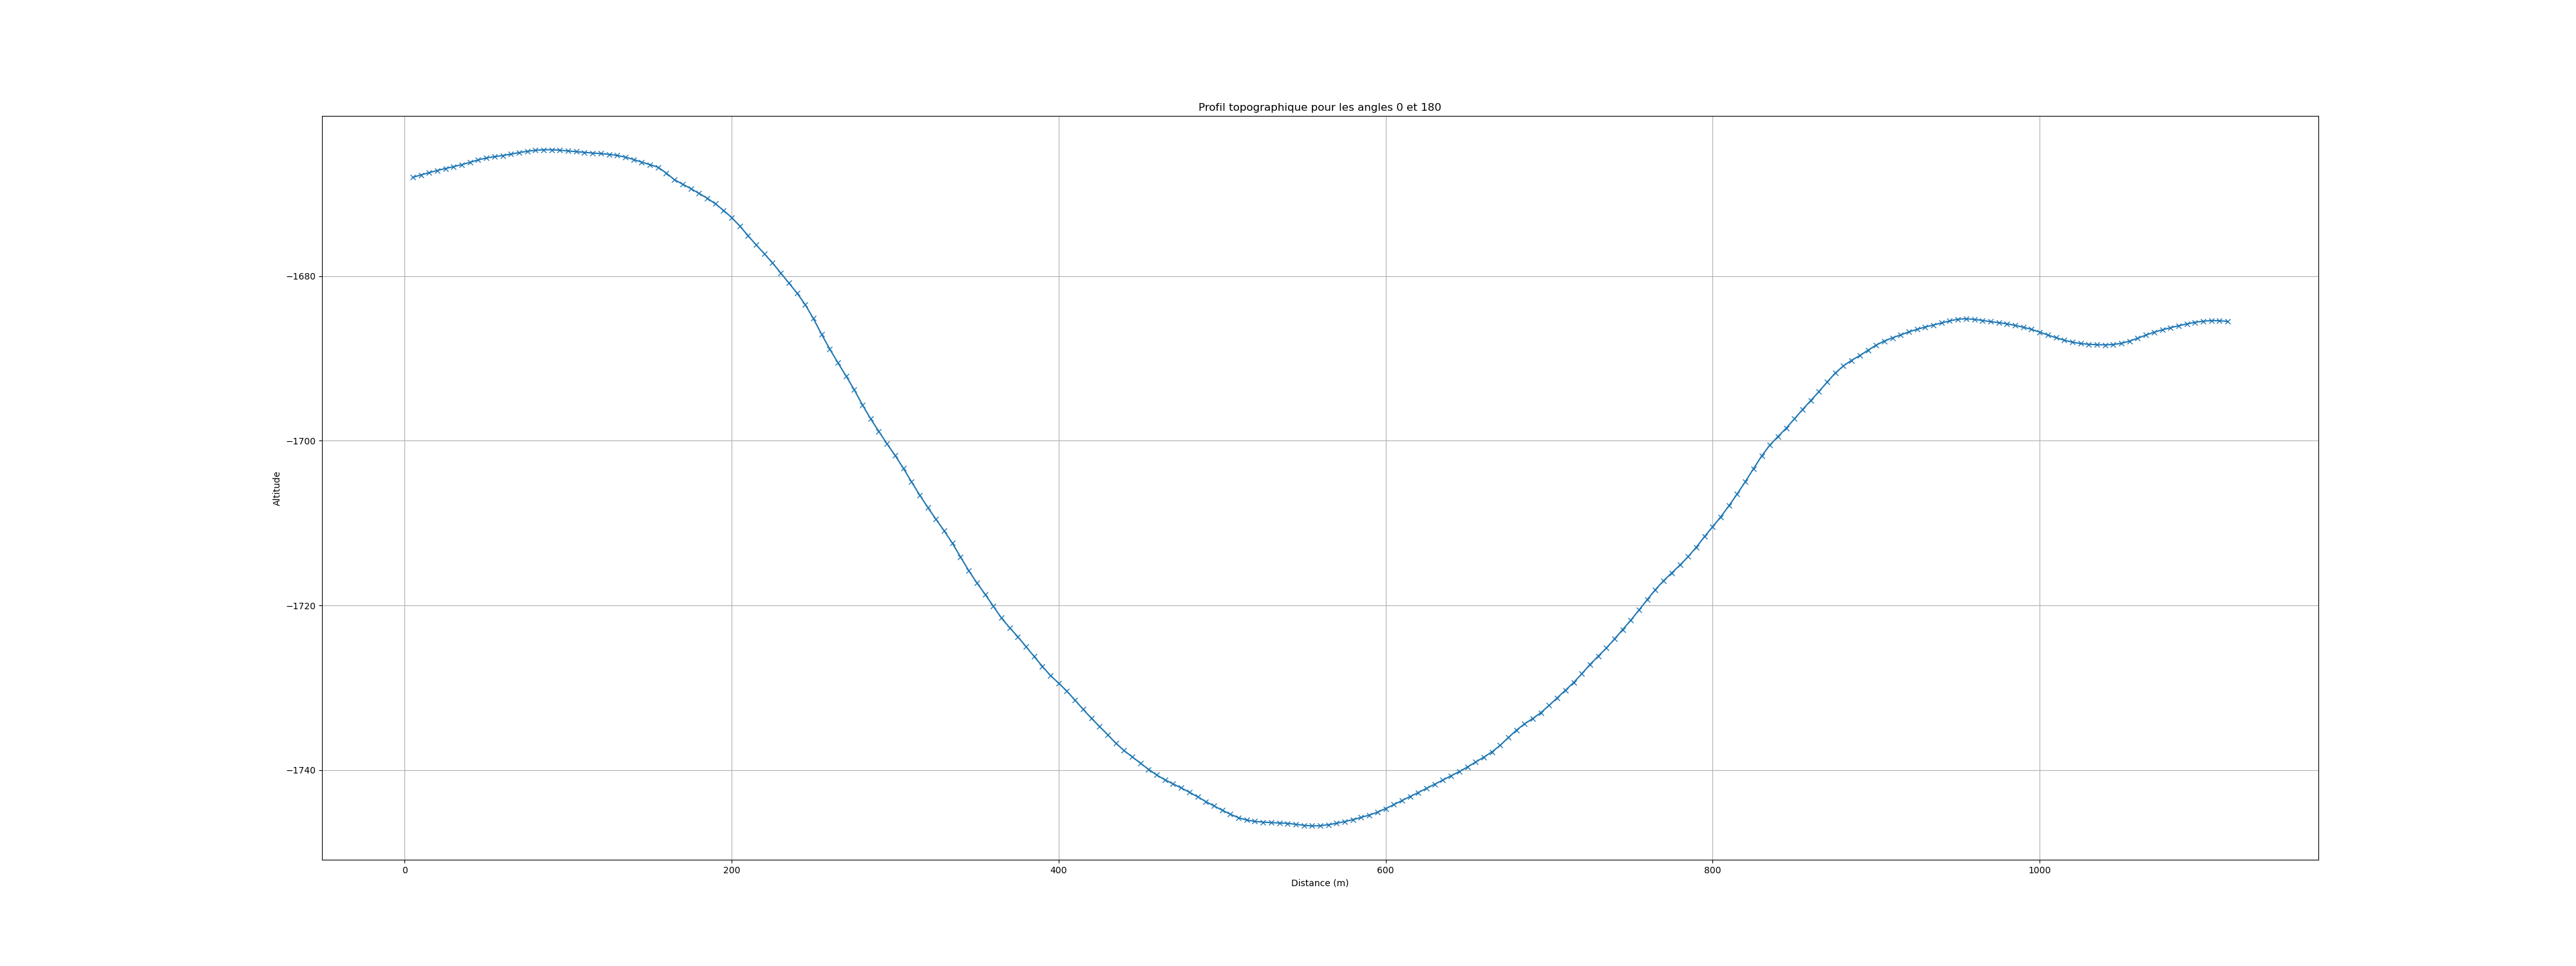 Profil topographique pour les angles 0 et 180
Altitude
−1680
−1700
−1720
−1740
0 200 400 600 800 1000
Distance (m)